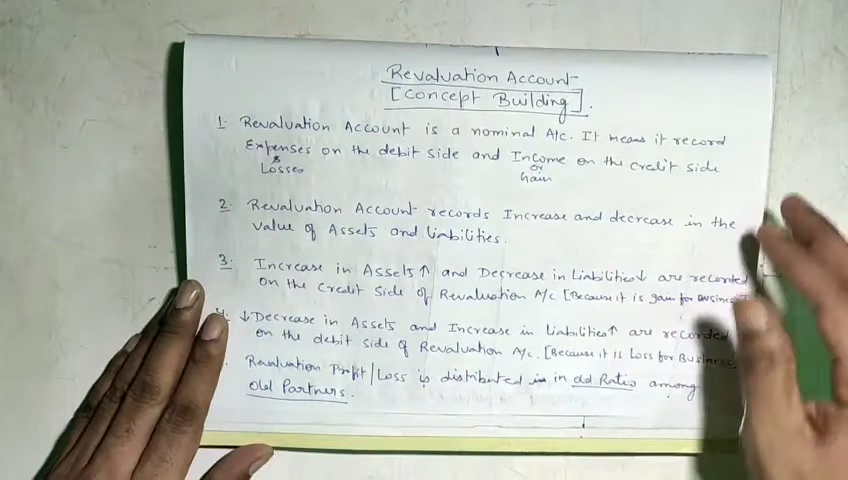 Revaluation Account
[Concept Building].
1. Revaluation Account is a nominal A/c. It means it record
Expenses on the debit side and Income on the credit side
& Losses
or Gain
2. Revaluation Account records Increase and decrease in the
value of Assets and liabilities.
3. Increase in Assets↑ and Decrease in Liabilities↓ are recorded
on the credit side of Revaluation A/c [Because it is gain for Business]
4. ↓Decrease in Assets and Increase in liabilities↑ are recorded
on the debit side of Revaluation A/c. [Because it is Loss for Business
Revaluation Profit/Loss is distributed in old Ratio among
Old Partners.